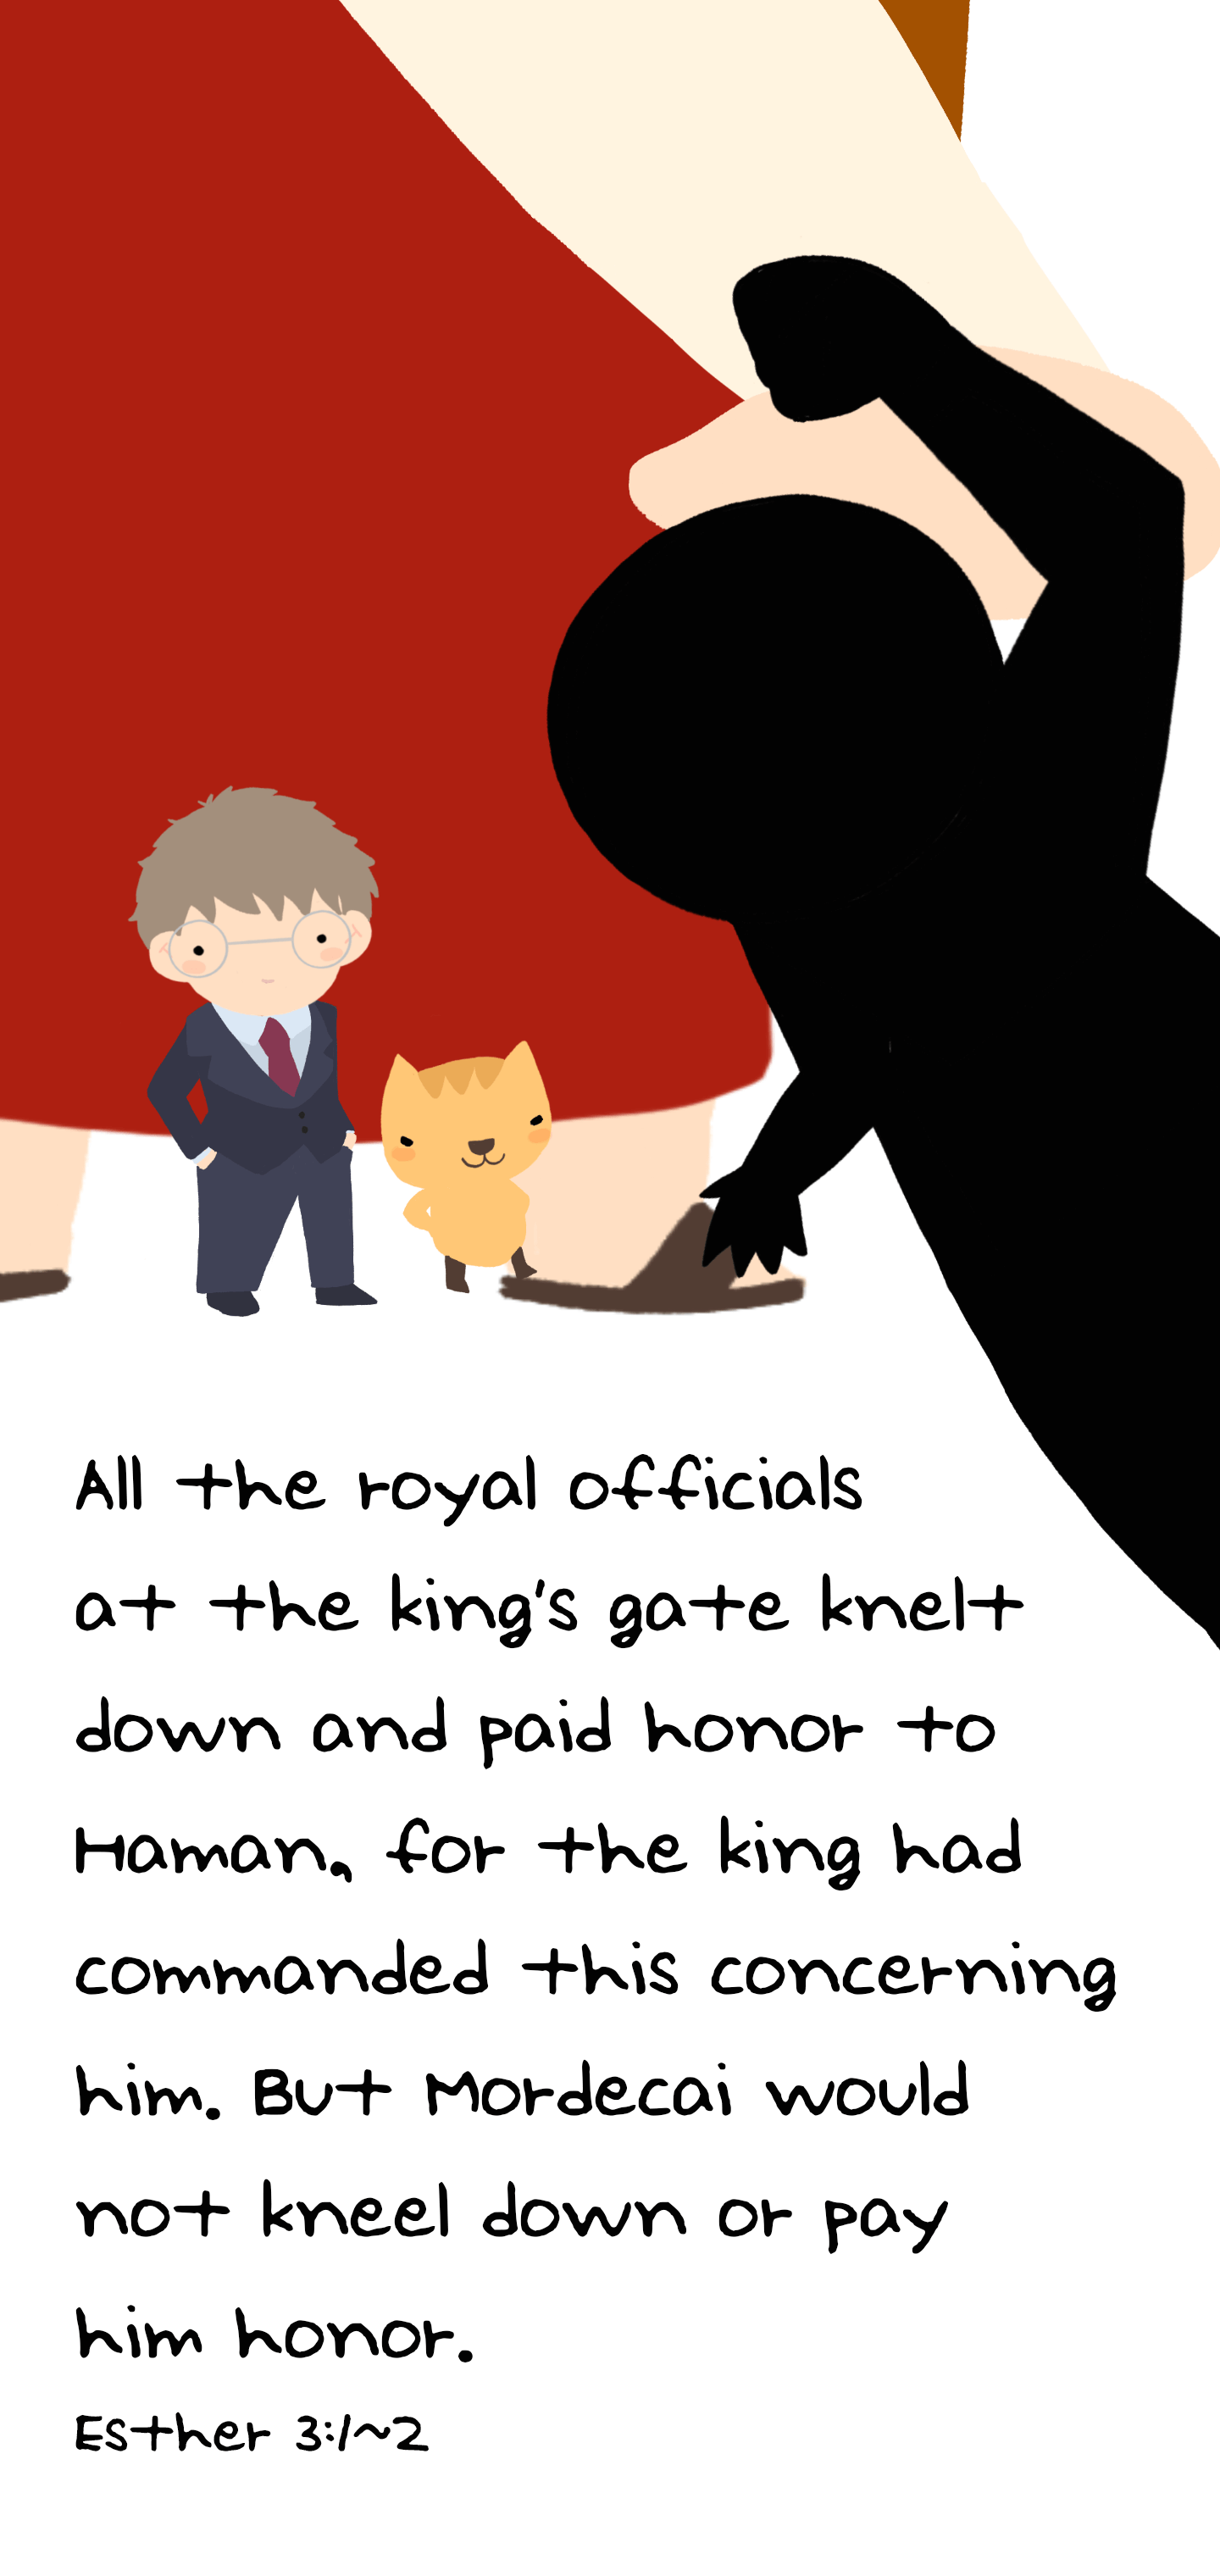 All the royal officials
at the king's gate knelt
down and paid honor to
Haman, for the king had
commanded this concerning
him. But Mordecai would
not kneel down or pay
him honor.
Esther 3:1~2